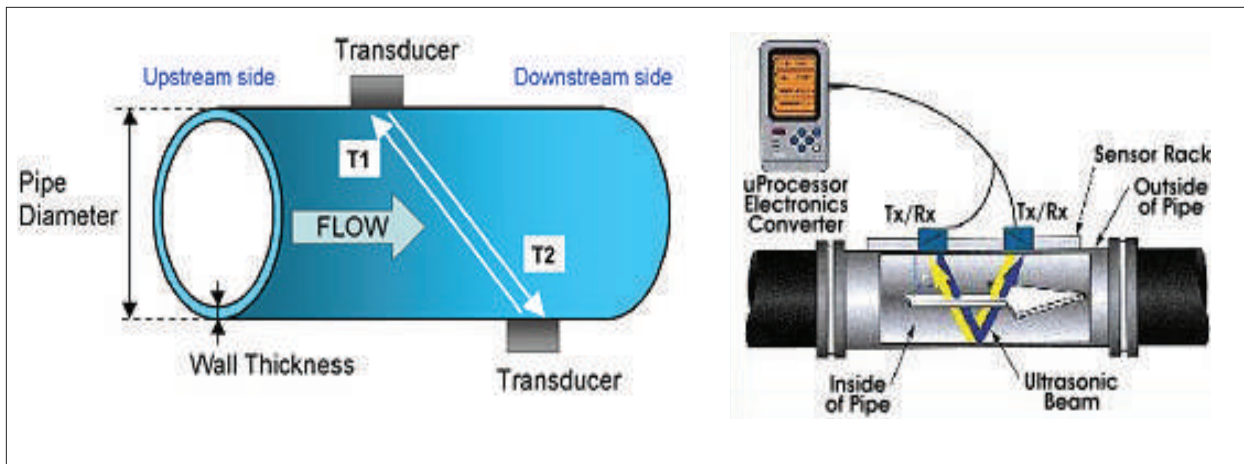 Transducer
Upstream side
Downstream side
T1
Pipe
Diameter
FLOW
T2
Wall Thickness
Transducer
uProcessor
Electronics
Converter
Sensor Rack
Outside
of Pipe
Tx/Rx
Tx/Rx
Inside
of Pipe
Ultrasonic
Beam